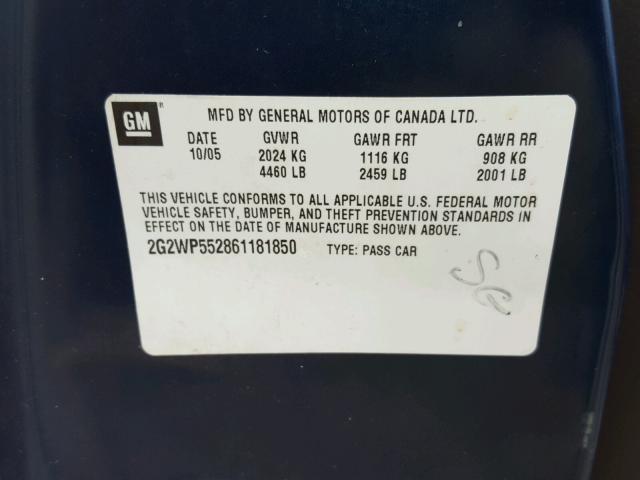 GM
MFD BY GENERAL MOTORS OF CANADA LTD.
DATE GVWR GAWR FRT GAWR RR
10/05 2024 KG 1116 KG 908 KG
4460 LB 2459 LB 2001 LB
THIS VEHICLE CONFORMS TO ALL APPLICABLE U.S. FEDERAL MOTOR
VEHICLE SAFETY, BUMPER, AND THEFT PREVENTION STANDARDS IN
EFFECT ON THE DATE OF MANUFACTURE SHOWN ABOVE.
2G2WP552861181850 TYPE: PASS CAR